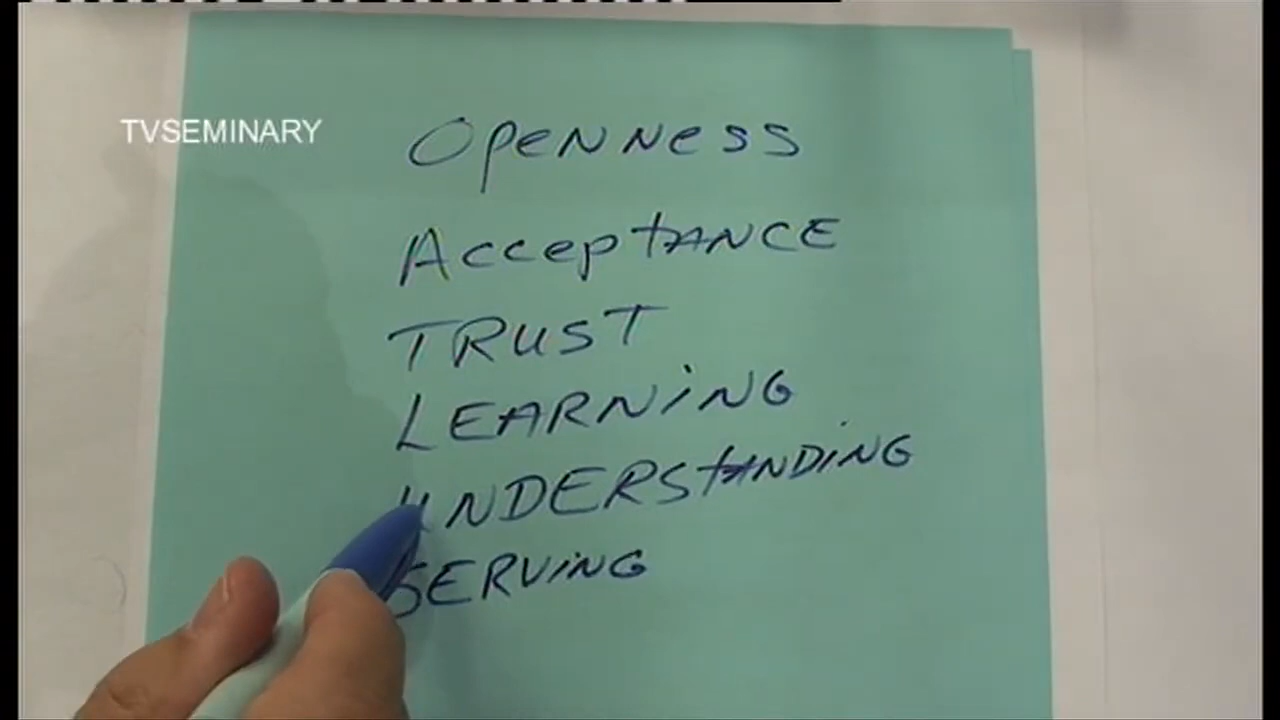 TVSEMINARY
OPENNESS
ACCEPTANCE
TRUST
LEARNING
UNDERSTANDING
SERVING